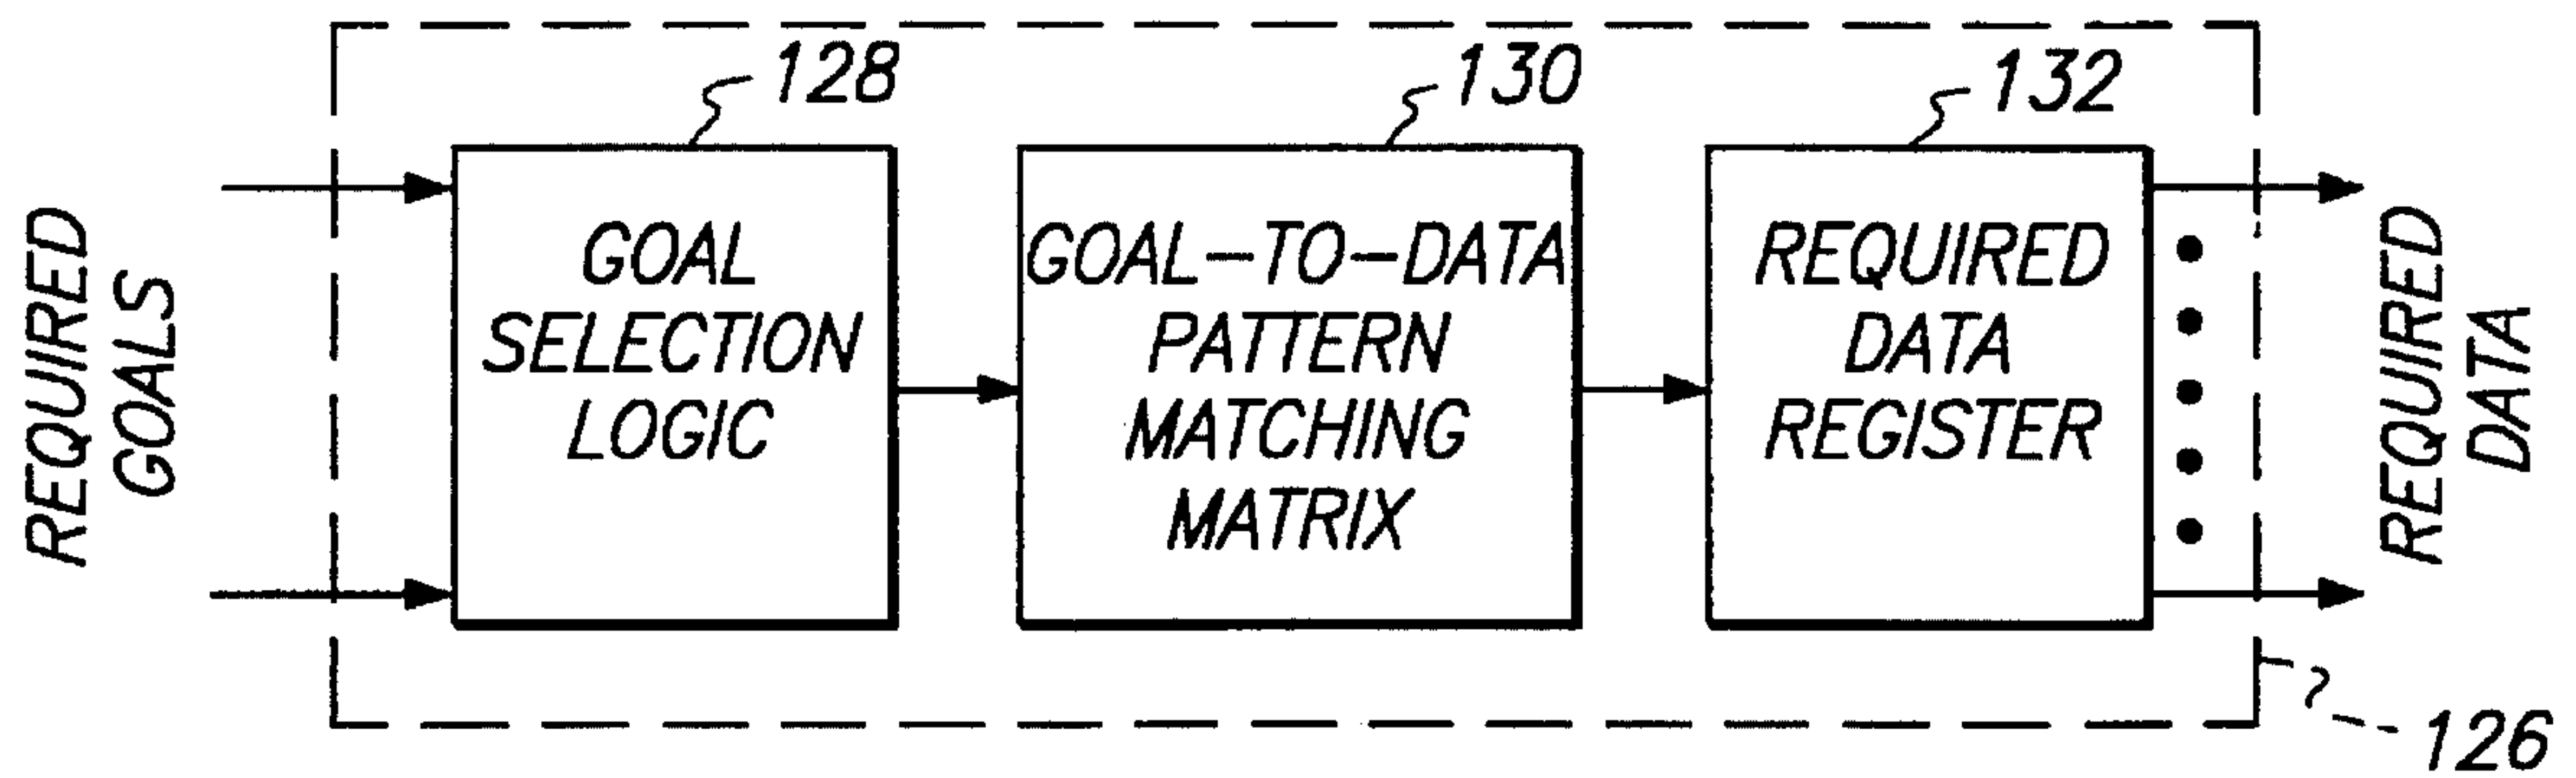 128
130
132
REQUIRED
GOALS
GOAL
SELECTION
LOGIC
GOAL-TO-DATA
PATTERN
MATCHING
MATRIX
REQUIRED
DATA
REGISTER
REQUIRED
DATA
126